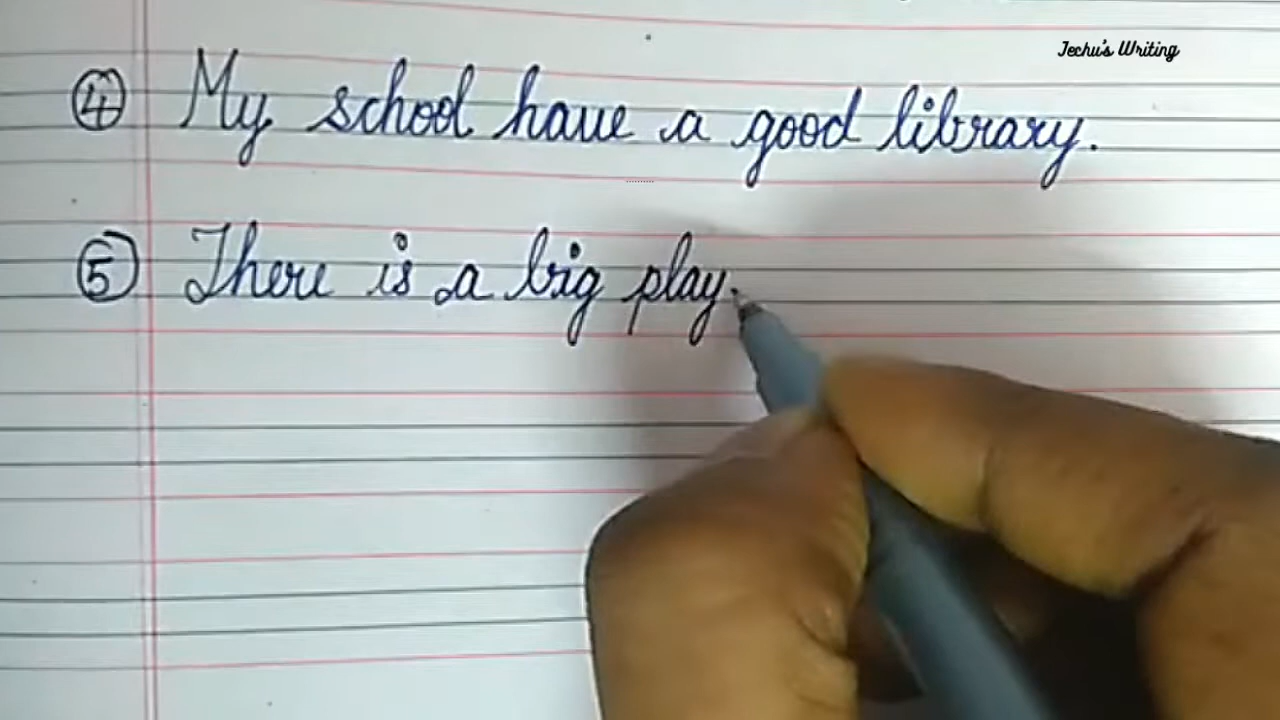 Jechu's Writing
④ My school have a good library.
⑤ There is a big play